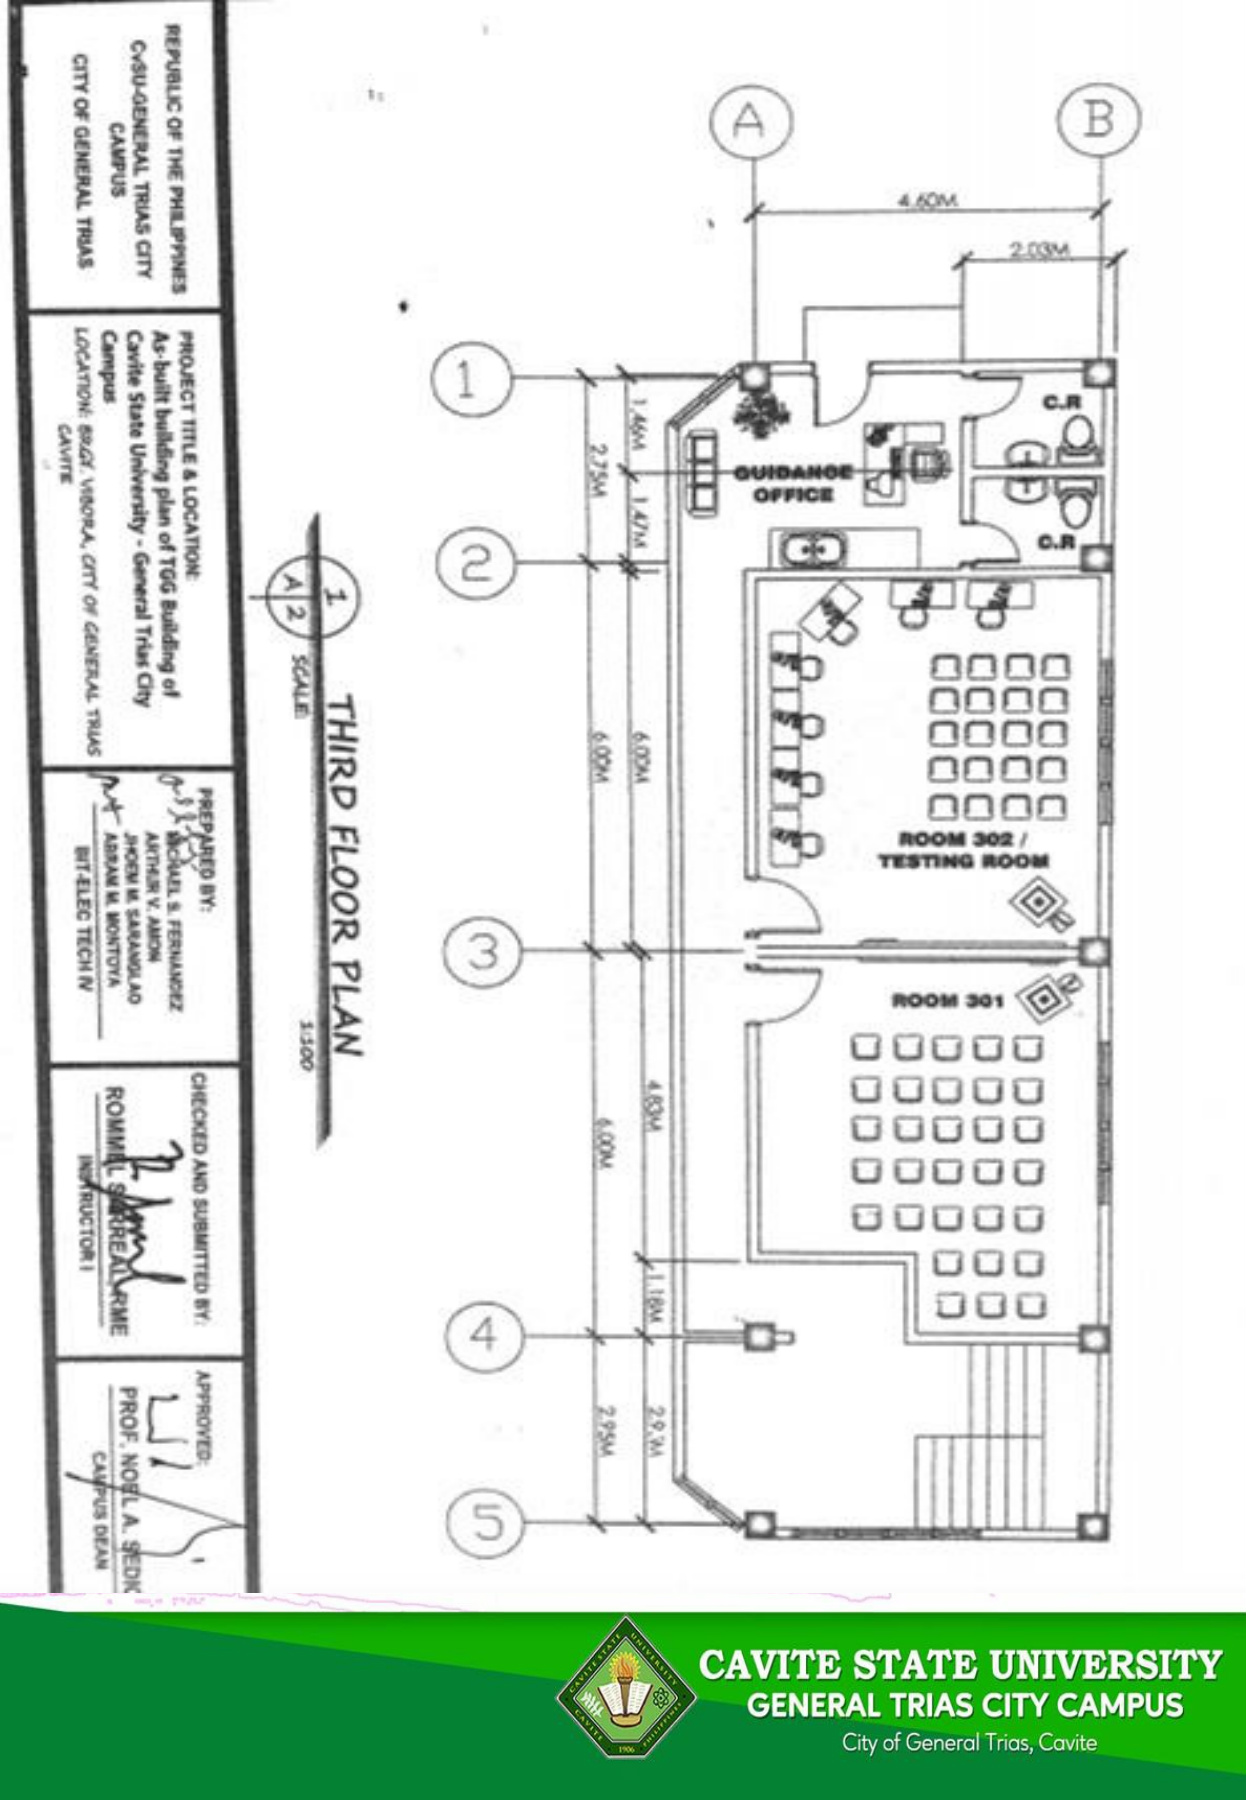 REPUBLIC OF THE PHILIPPINES
CvSU-GENERAL TRIAS CITY
CAMPUS
CITY OF GENERAL TRIAS
PROJECT TITLE & LOCATION:
As-built building plan of TGG Building of
Cavite State University - General Trias City
Campus
LOCATION: BRGY. VIBORA, CITY OF GENERAL TRIAS
CAVITE
PREPARED BY:
MICHAEL S. FERNANDEZ
ARTHUR V. AMON
JHOEM M. SARANGLAO
ABRAM M. MONTOYA
BIT-ELEC TECH IV
CHECKED AND SUBMITTED BY:
ROMMEL
INSTRUCTOR I
APPROVED:
PROF. NOEL A. SEDIC
CAMPUS DEAN
1
A 2
THIRD FLOOR PLAN
SCALE:
1:100
A
B
4.60M
2.03M
1
2
3
4
5
1.46M
2.75M
1.47M
6.00M
6.00M
4.83M
6.00M
1.18M
2.95M
C.R
GUIDANCE
OFFICE
C.R
ROOM 302 /
TESTING ROOM
ROOM 301
CAVITE STATE UNIVERSITY
GENERAL TRIAS CITY CAMPUS
City of General Trias, Cavite
CAVITE STATE UNIVERSITY
CAVITE PHILIPPINES
1906